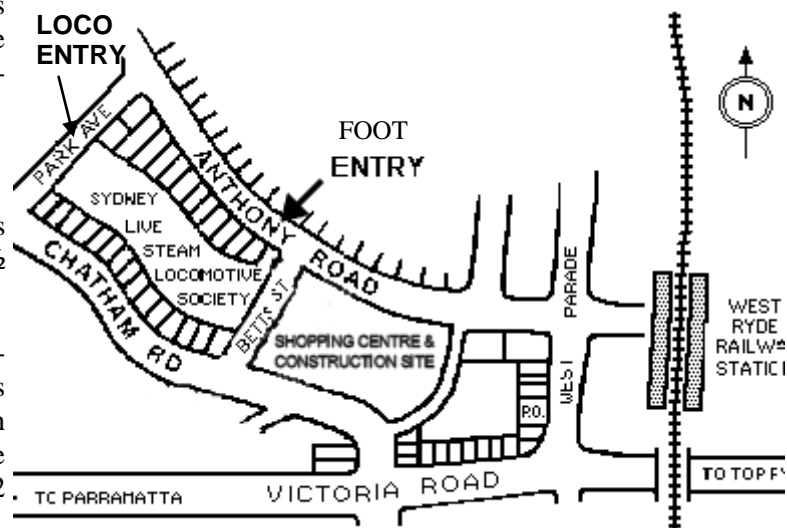 LOCO
ENTRY
PARK AVE
FOOT
ENTRY
N
ANTHONY ROAD
SYDNEY
LIVE
STEAM
LOCOMOTIVE
SOCIETY
CHATHAM RD
BETTS ST
SHOPPING CENTRE &
CONSTRUCTION SITE
WEST PARADE
WEST
RYDE
P.O.
VICTORIA ROAD
PARRAMATTA
TO